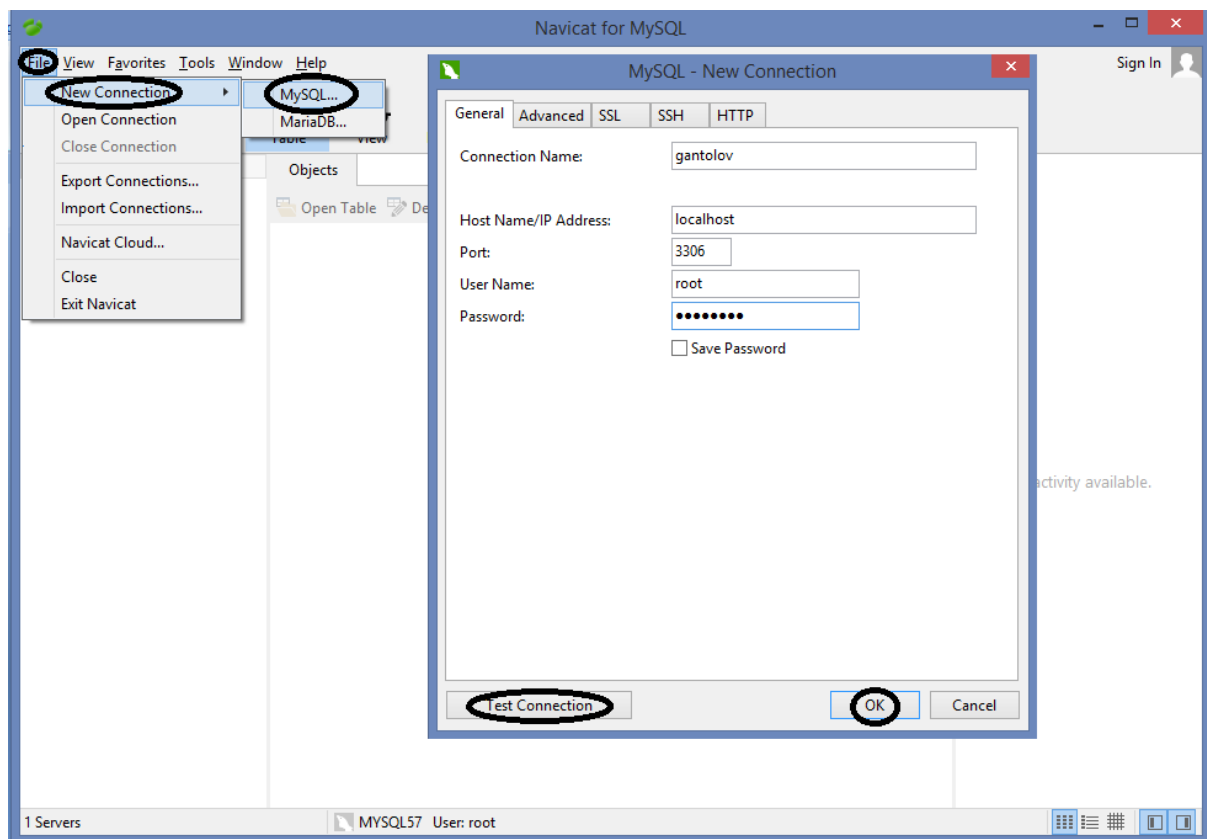 Navicat for MySQL
File View Favorites Tools Window Help
Sign In
New Connection
Open Connection
Close Connection
Export Connections...
Import Connections...
Navicat Cloud...
Close
Exit Navicat
MySQL...
MariaDB...
Table View
Objects
Open Table De
MySQL - New Connection
General Advanced SSL SSH HTTP
Connection Name: gantolov
Host Name/IP Address: localhost
Port: 3306
User Name: root
Password: ●●●●●●●●
Save Password
activity available.
Test Connection OK Cancel
1 Servers MYSQL57 User: root